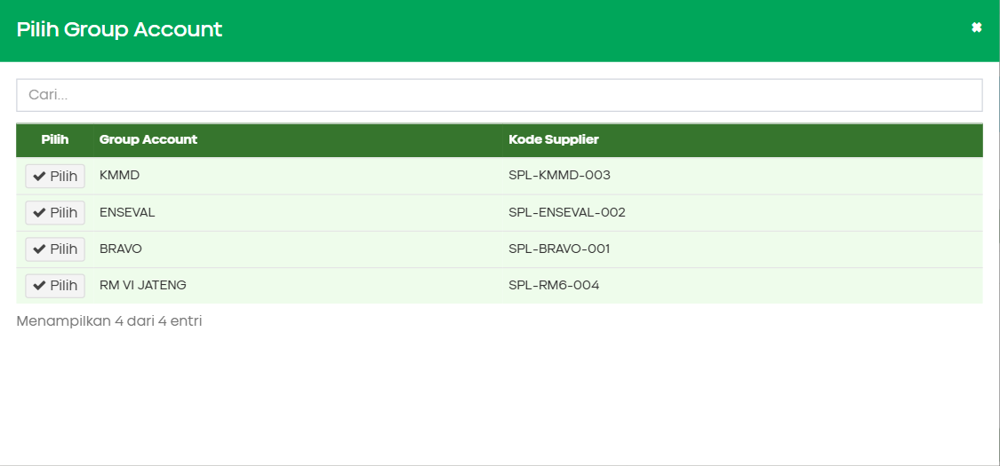 Pilih Group Account
Cari...
Pilih Group Account Kode Supplier
Pilih KMMD SPL-KMMD-003
Pilih ENSEVAL SPL-ENSEVAL-002
Pilih BRAVO SPL-BRAVO-001
Pilih RM VI JATENG SPL-RM6-004
Menampilkan 4 dari 4 entri